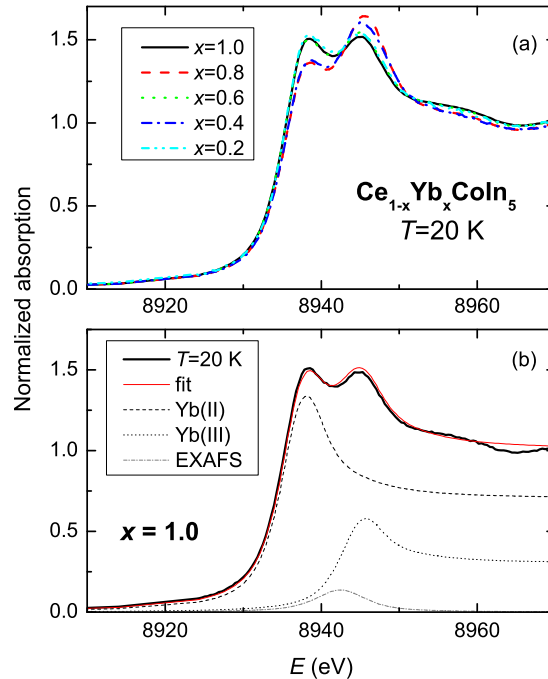 1.5
1.0
0.5
0.0
x=1.0
x=0.8
x=0.6
x=0.4
x=0.2
(a)
Ce1-xYbxCoIn5
T=20 K
8920
8940
8960
Normalized absorption
1.5
1.0
0.5
0.0
T=20 K
fit
Yb(II)
Yb(III)
EXAFS
(b)
x = 1.0
8920
8940
8960
E (eV)